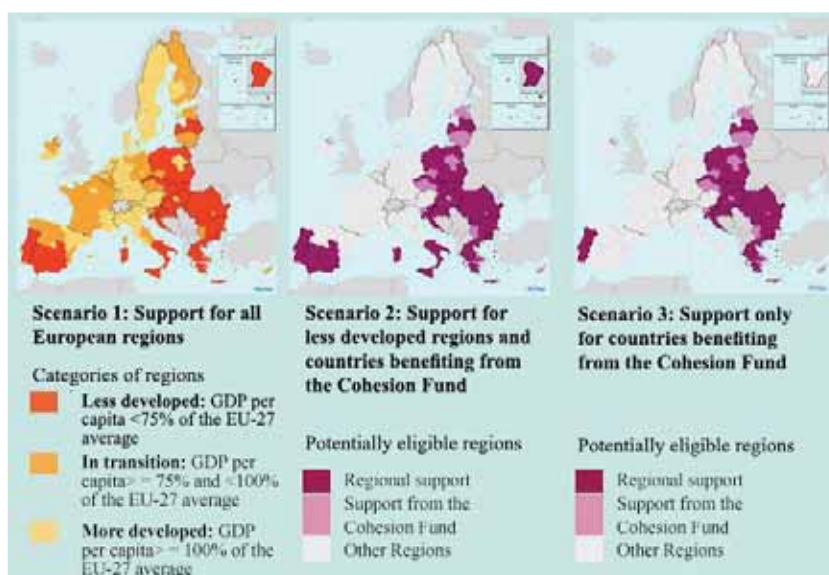 Scenario 1: Support for all
European regions
Categories of regions
Less developed: GDP per
capita <75% of the EU-27
average
In transition: GDP per
capita> = 75% and <100%
of the EU-27 average
More developed: GDP
per capita> = 100% of the
EU-27 average
Scenario 2: Support for
less developed regions and
countries benefiting from
the Cohesion Fund
Potentially eligible regions
Regional support
Support from the
Cohesion Fund
Other Regions
Scenario 3: Support only
for countries benefiting
from the Cohesion Fund
Potentially eligible regions
Regional support
Support from the
Cohesion Fund
Other Regions